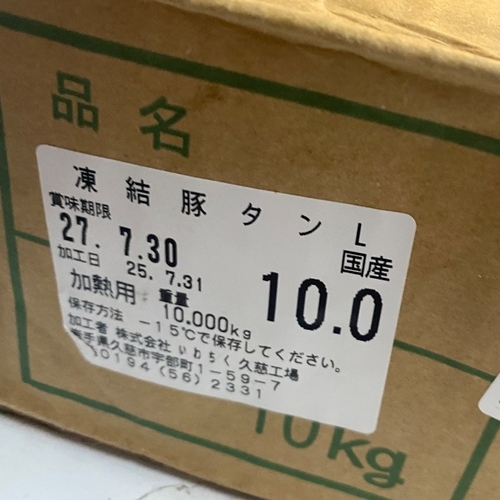 品名
凍結豚タンL
賞味期限
国産
27. 7.30
加工日 25. 7.31
10.0
加熱用 重量 10.000kg
保存方法 -15℃で保存してください。
加工者 株式会社 いわちく 久慈工場
岩手県久慈市宇部町1-59-7
0194(56)2331
10kg